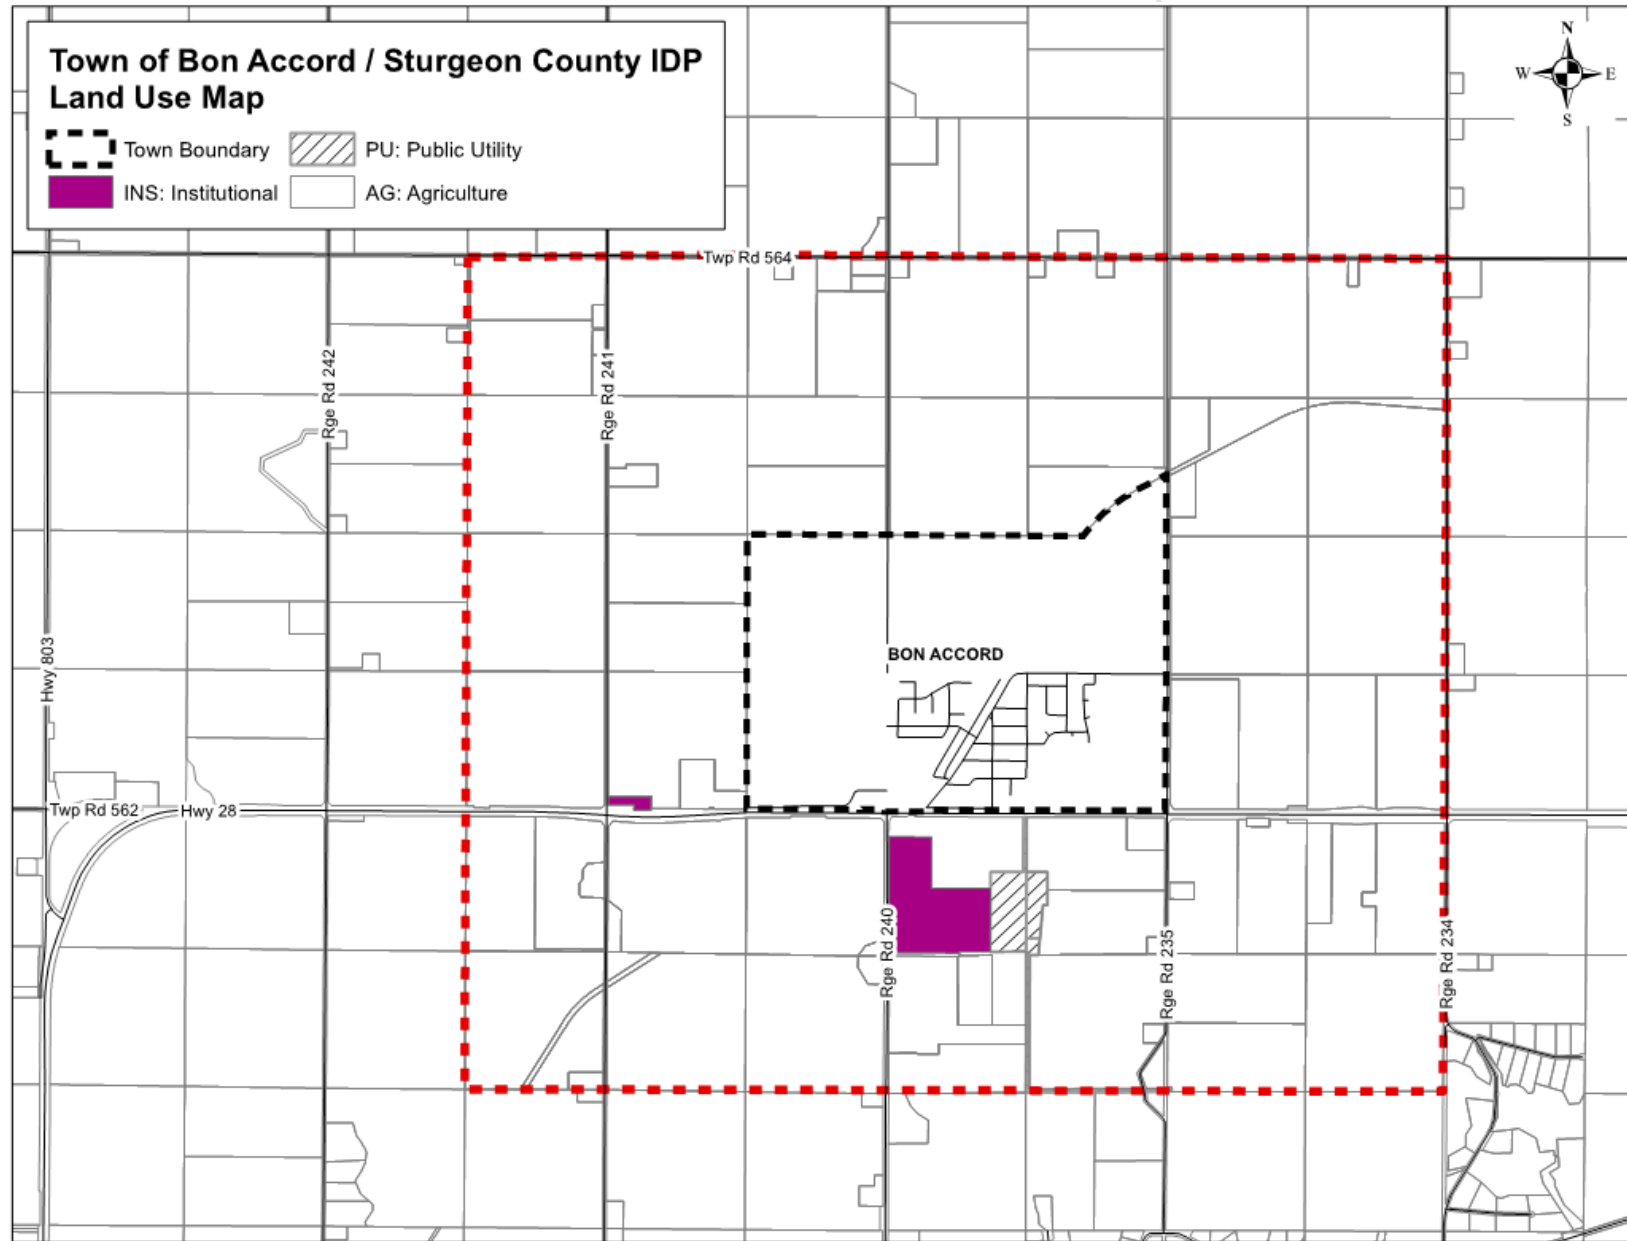 Town of Bon Accord / Sturgeon County IDP
Land Use Map
Town Boundary
PU: Public Utility
INS: Institutional
AG: Agriculture
N
W
E
S
Twp Rd 564
Rge Rd 242
Rge Rd 241
Hwy 803
BON ACCORD
Twp Rd 562
Hwy 28
Rge Rd 240
Rge Rd 235
Rge Rd 234